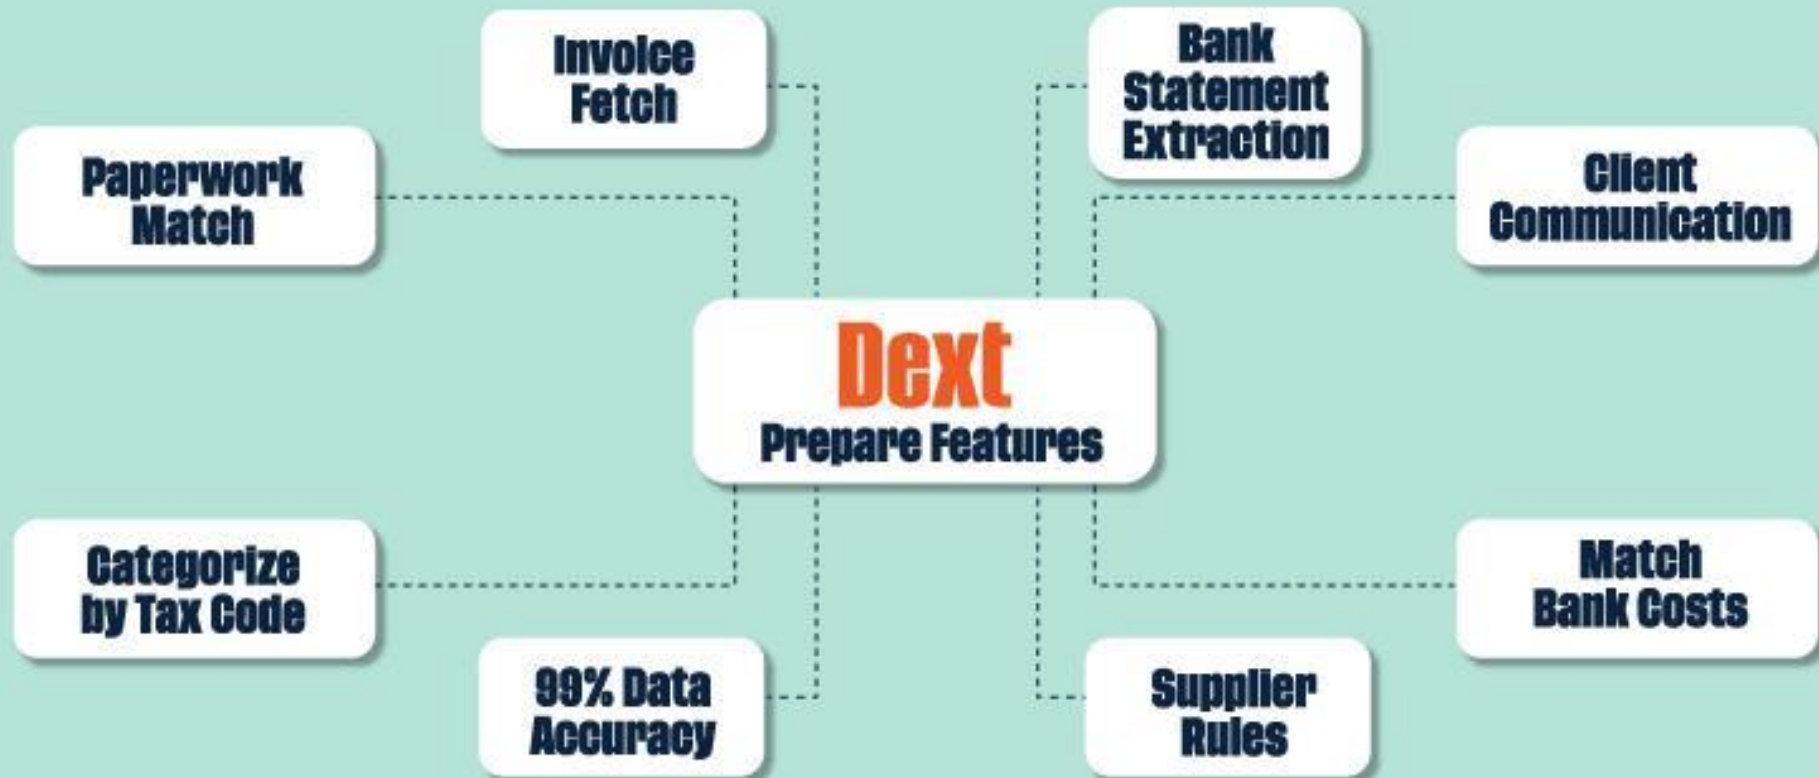 Invoice
Fetch
Bank
Statement
Extraction
Paperwork
Match
Client
Communication
Dext
Prepare Features
Categorize
by Tax Code
Match
Bank Costs
99% Data
Accuracy
Supplier
Rules